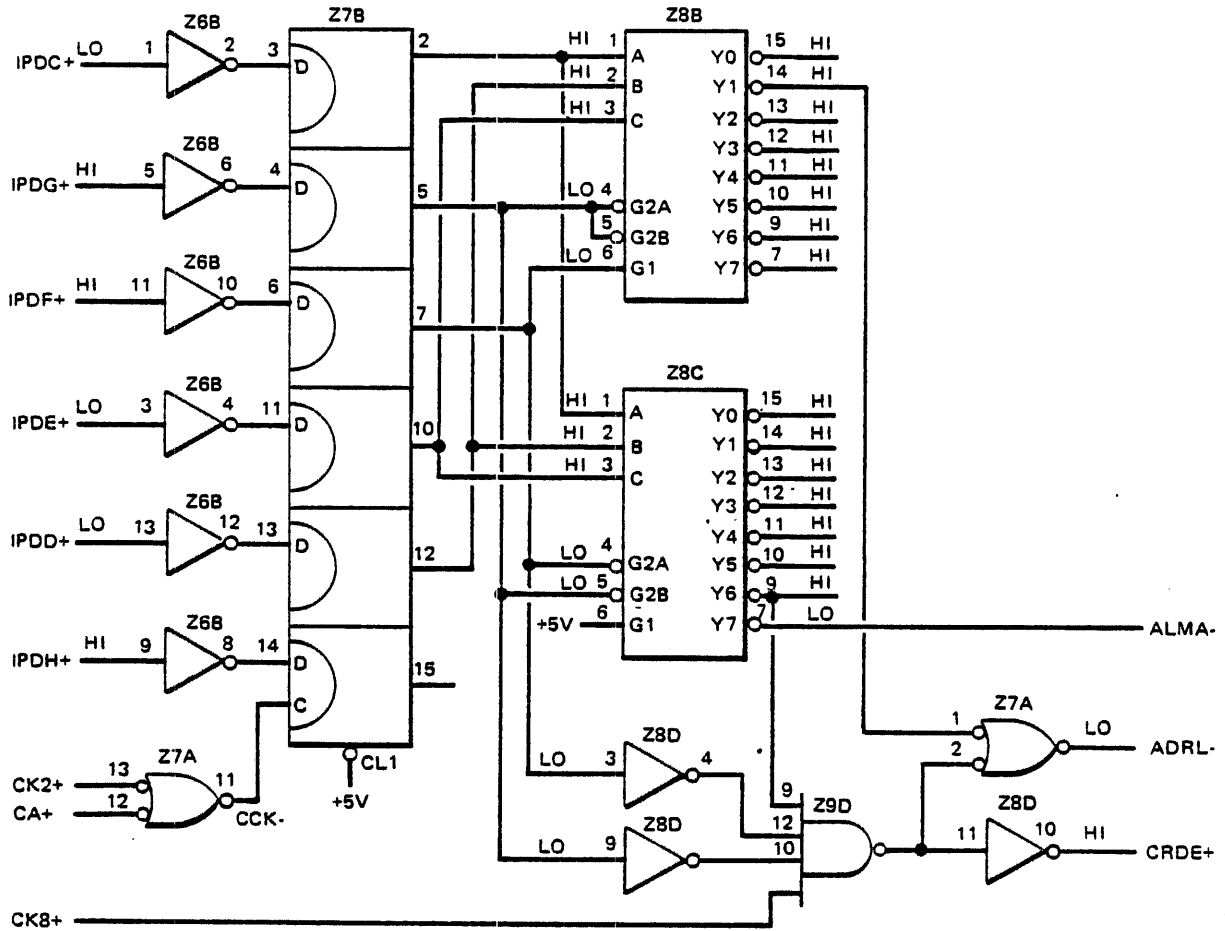 Z6B Z7B Z8B
IPDC+ LO 1 2 3 D 2 HI 1 A Y0 15 HI
HI 2 B Y1 14 HI
HI 3 C Y2 13 HI
Y3 12 HI
Z6B
IPDG+ HI 5 6 4 D 5 LO 4 G2A Y4 11 HI
Y5 10 HI
5 G2B Y6 9 HI
LO 6 G1 Y7 7 HI
Z6B
IPDF+ HI 11 10 6 D 7
Z6B Z8C
IPDE+ LO 3 4 11 D 10 HI 1 A Y0 15 HI
HI 2 B Y1 14 HI
HI 3 C Y2 13 HI
Y3 12 HI
Z6B
IPDD+ LO 13 12 13 D 12 Y4 11 HI
LO 4 G2A Y5 10 HI
LO 5 G2B Y6 9 HI
+5V 6 G1 Y7 7 LO ALMA-
Z6B
IPDH+ HI 9 8 14 D 15
C
Z7A
1 2 LO ADRL-
Z7A Z8D
CK2+ 13 11 CL1 LO 3 4
CA+ 12 CCK- +5V
9 Z9D Z8D
Z8D 12
LO 9 10 11 10 HI CRDE+
CK8+